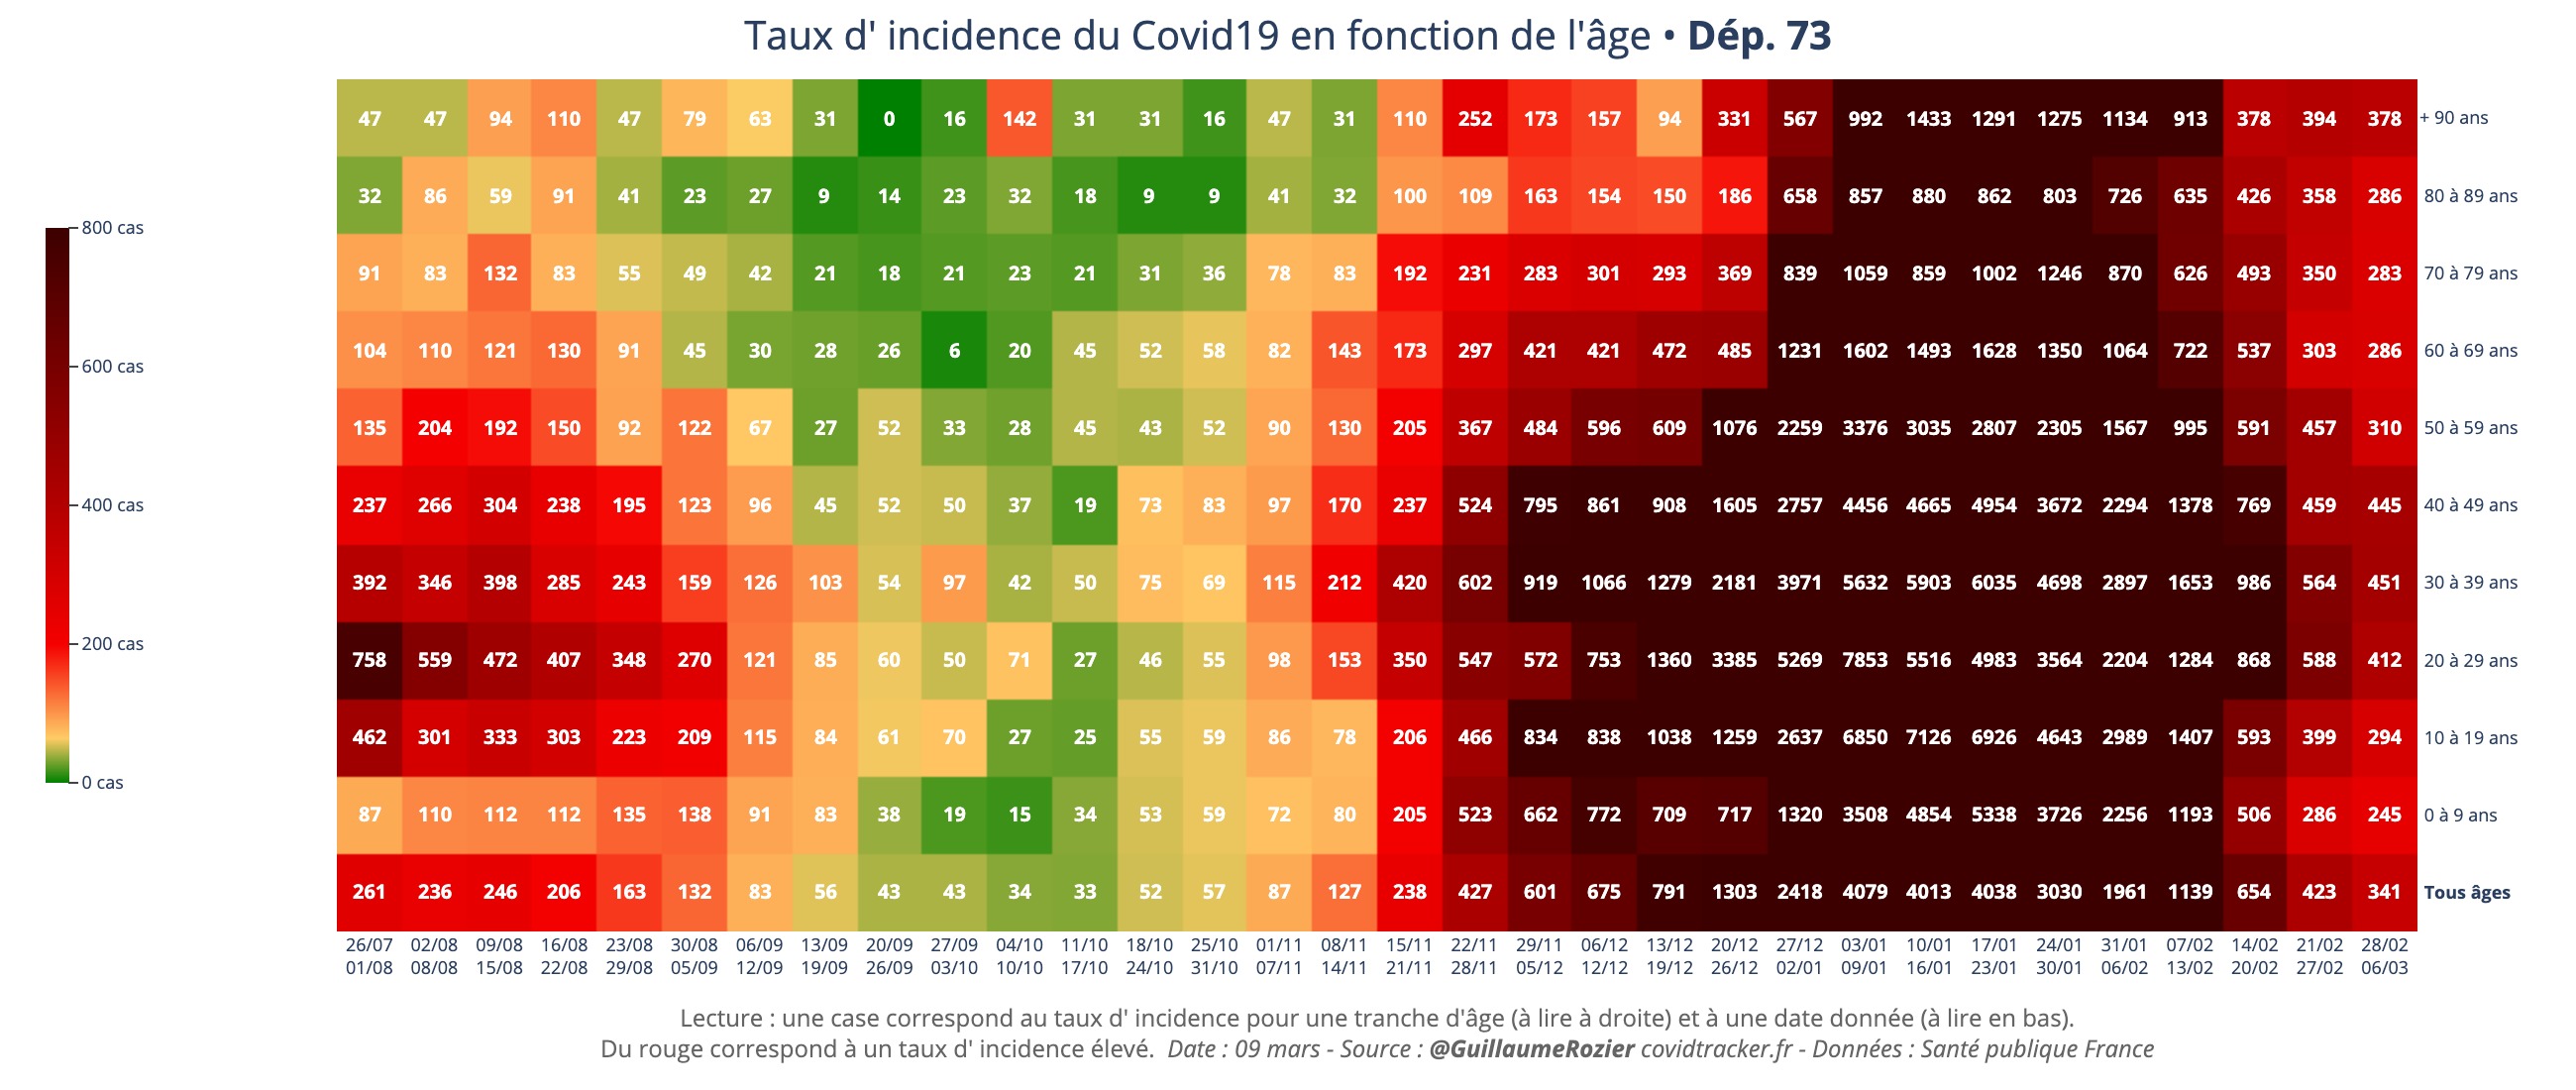 Taux d' incidence du Covid19 en fonction de l'âge • Dép. 73
800 cas
600 cas
400 cas
200 cas
0 cas
47 47 94 110 47 79 63 31 0 16 142 31 31 16 47 31 110 252 173 157 94 331 567 992 1433 1291 1275 1134 913 378 394 378 + 90 ans
32 86 59 91 41 23 27 9 14 23 32 18 9 9 41 32 100 109 163 154 150 186 658 857 880 862 803 726 635 426 358 286 80 à 89 ans
91 83 132 83 55 49 42 21 18 21 23 21 31 36 78 83 192 231 283 301 293 369 839 1059 859 1002 1246 870 626 493 350 283 70 à 79 ans
104 110 121 130 91 45 30 28 26 6 20 45 52 58 82 143 173 297 421 421 472 485 1231 1602 1493 1628 1350 1064 722 537 303 286 60 à 69 ans
135 204 192 150 92 122 67 27 52 33 28 45 43 52 90 130 205 367 484 596 609 1076 2259 3376 3035 2807 2305 1567 995 591 457 310 50 à 59 ans
237 266 304 238 195 123 96 45 52 50 37 19 73 83 97 170 237 524 795 861 908 1605 2757 4456 4665 4954 3672 2294 1378 769 459 445 40 à 49 ans
392 346 398 285 243 159 126 103 54 97 42 50 75 69 115 212 420 602 919 1066 1279 2181 3971 5632 5903 6035 4698 2897 1653 986 564 451 30 à 39 ans
758 559 472 407 348 270 121 85 60 50 71 27 46 55 98 153 350 547 572 753 1360 3385 5269 7853 5516 4983 3564 2204 1284 868 588 412 20 à 29 ans
462 301 333 303 223 209 115 84 61 70 27 25 55 59 86 78 206 466 834 838 1038 1259 2637 6850 7126 6926 4643 2989 1407 593 399 294 10 à 19 ans
87 110 112 112 135 138 91 83 38 19 15 34 53 59 72 80 205 523 662 772 709 717 1320 3508 4854 5338 3726 2256 1193 506 286 245 0 à 9 ans
261 236 246 206 163 132 83 56 43 43 34 33 52 57 87 127 238 427 601 675 791 1303 2418 4079 4013 4038 3030 1961 1139 654 423 341 Tous âges
26/07 02/08 09/08 16/08 23/08 30/08 06/09 13/09 20/09 27/09 04/10 11/10 18/10 25/10 01/11 08/11 15/11 22/11 29/11 06/12 13/12 20/12 27/12 03/01 10/01 17/01 24/01 31/01 07/02 14/02 21/02 28/02
01/08 08/08 15/08 22/08 29/08 05/09 12/09 19/09 26/09 03/10 10/10 17/10 24/10 31/10 07/11 14/11 21/11 28/11 05/12 12/12 19/12 26/12 02/01 09/01 16/01 23/01 30/01 06/02 13/02 20/02 27/02 06/03
Lecture : une case correspond au taux d' incidence pour une tranche d'âge (à lire à droite) et à une date donnée (à lire en bas).
Du rouge correspond à un taux d' incidence élevé. Date : 09 mars - Source : @GuillaumeRozier covidtracker.fr - Données : Santé publique France